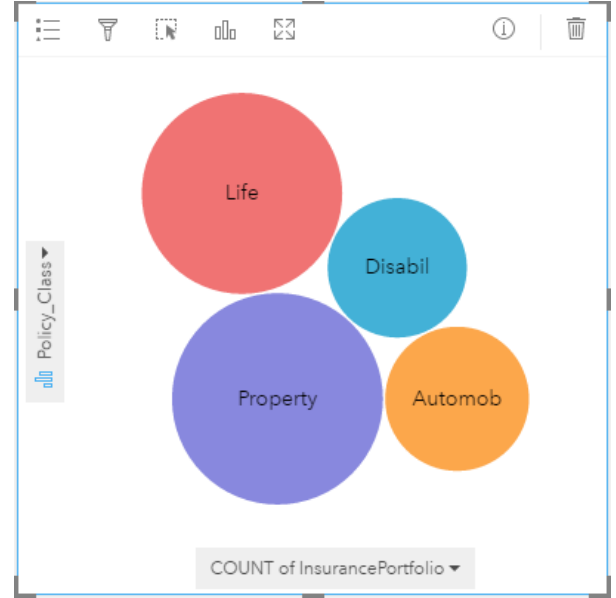 Life
Disabil
Policy_Class
Property
Automob
COUNT of InsurancePortfolio